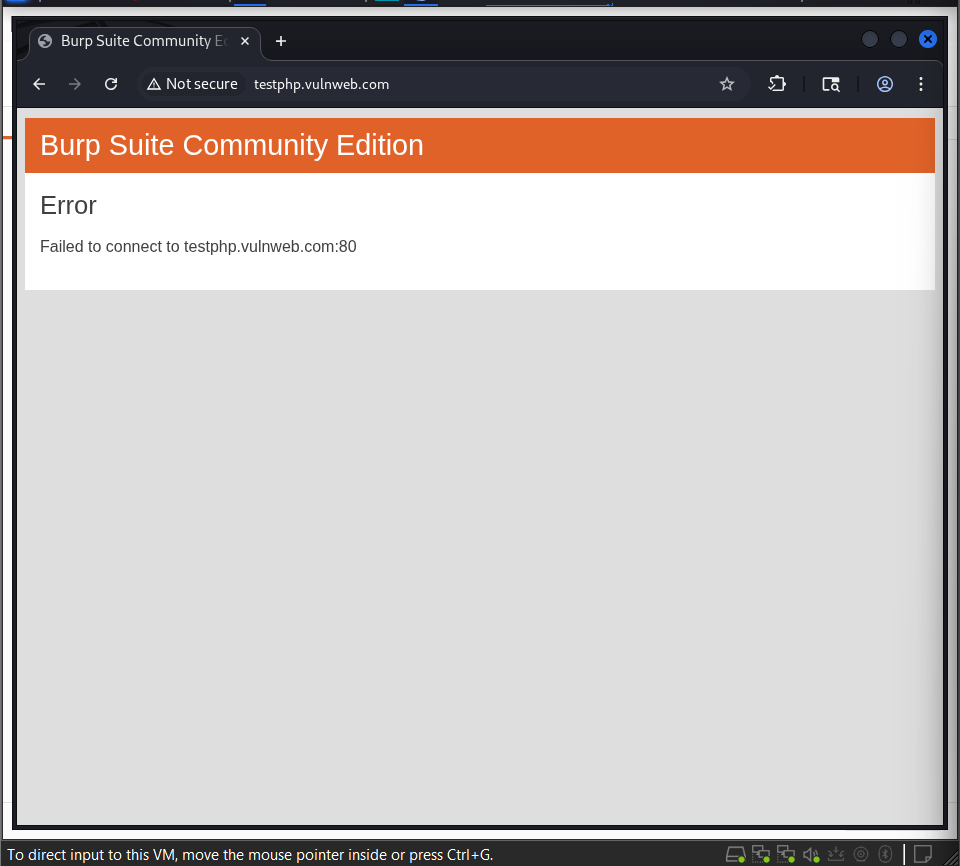 Burp Suite Community Ed
Not secure
testphp.vulnweb.com
Burp Suite Community Edition
Error
Failed to connect to testphp.vulnweb.com:80
To direct input to this VM, move the mouse pointer inside or press Ctrl+G.